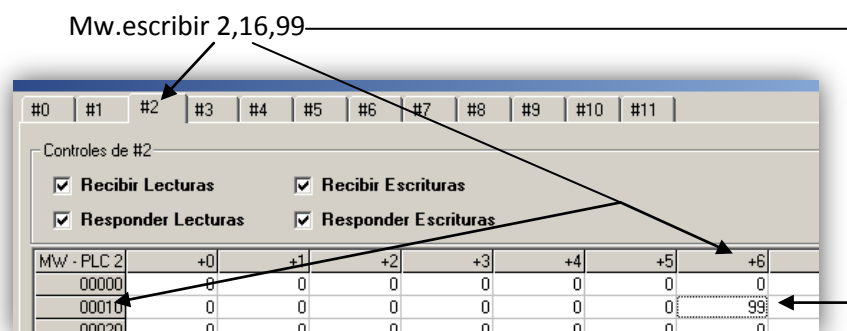 Mw.escribir 2,16,99
#0 #1 #2 #3 #4 #5 #6 #7 #8 #9 #10 #11
Controles de #2
Recibir Lecturas Recibir Escrituras
Responder Lecturas Responder Escrituras
MW - PLC 2 +0 +1 +2 +3 +4 +5 +6
00000 0 0 0 0 0 0 0
00010 0 0 0 0 0 0 99
00020 0 0 0 0 0 0 0